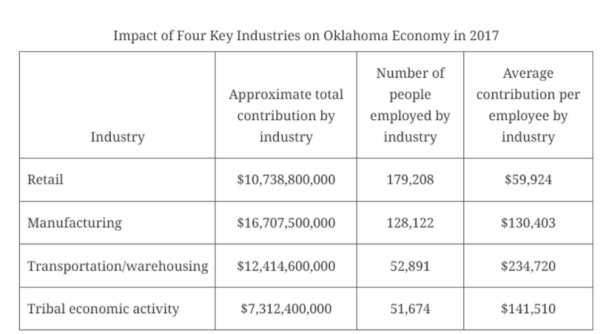 Impact of Four Key Industries on Oklahoma Economy in 2017
Industry
Approximate total
contribution by
industry
Number of
people
employed by
industry
Average
contribution per
employee by
industry
Retail $10,738,800,000 179,208 $59,924
Manufacturing $16,707,500,000 128,122 $130,403
Transportation/warehousing $12,414,600,000 52,891 $234,720
Tribal economic activity $7,312,400,000 51,674 $141,510